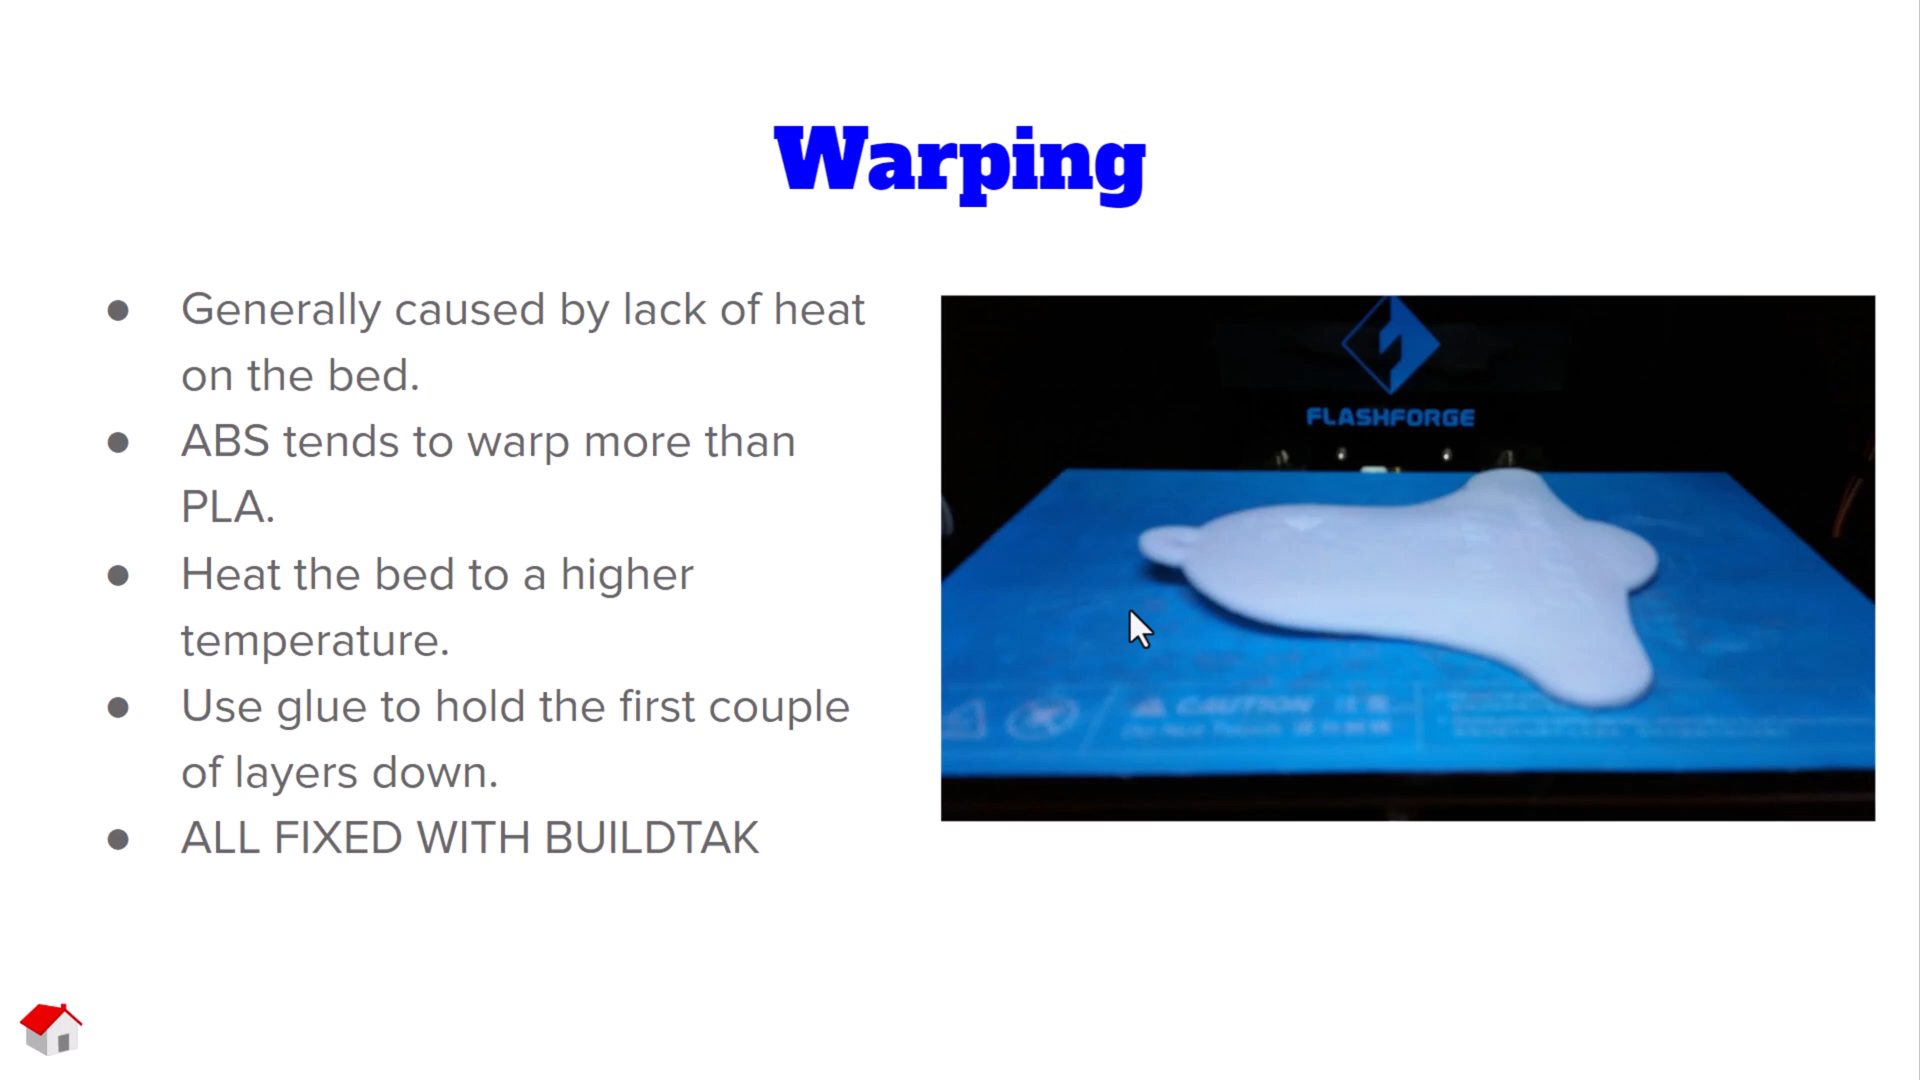 Warping
● Generally caused by lack of heat
on the bed.
● ABS tends to warp more than
PLA.
● Heat the bed to a higher
temperature.
● Use glue to hold the first couple
of layers down.
● ALL FIXED WITH BUILDTAK
FLASHFORGE
CAUTION